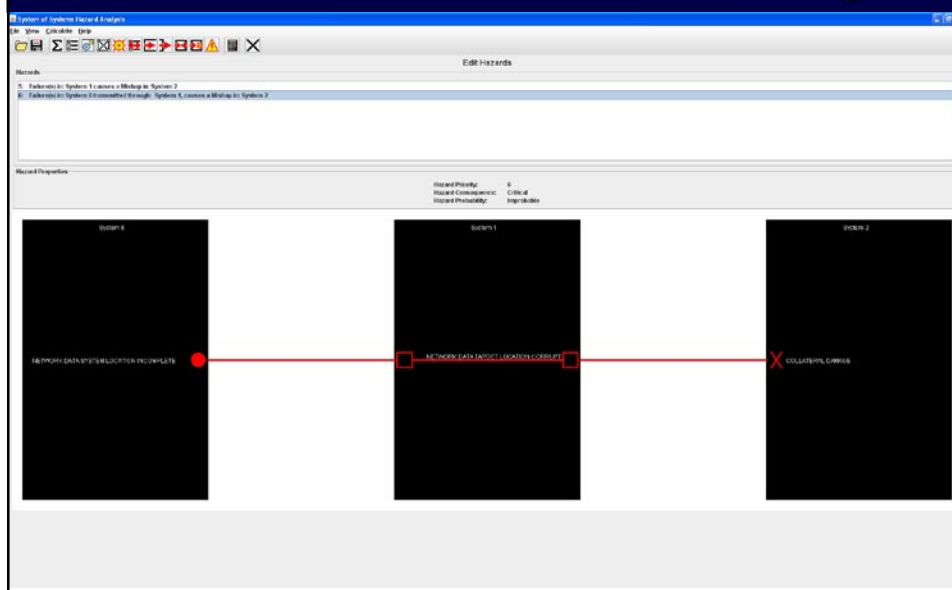 System of Systems Hazard Analysis
File View Calculate Help
Edit Hazards
Hazards
5: Failure(s) in: System 1 causes a Mishap in: System 2
6: Failure(s) in: System 6 transmitted through: System 1, causes a Mishap in: System 2
Hazard Properties
Hazard Priority: 6
Hazard Consequence: Critical
Hazard Probability: Improbable
System 6
System 1
System 2
NETWORK DATA SYSTEM LOCATION INCOMPLETE
NETWORK DATA TARGET LOCATION CORRUPT
COLLATERAL DAMAGE